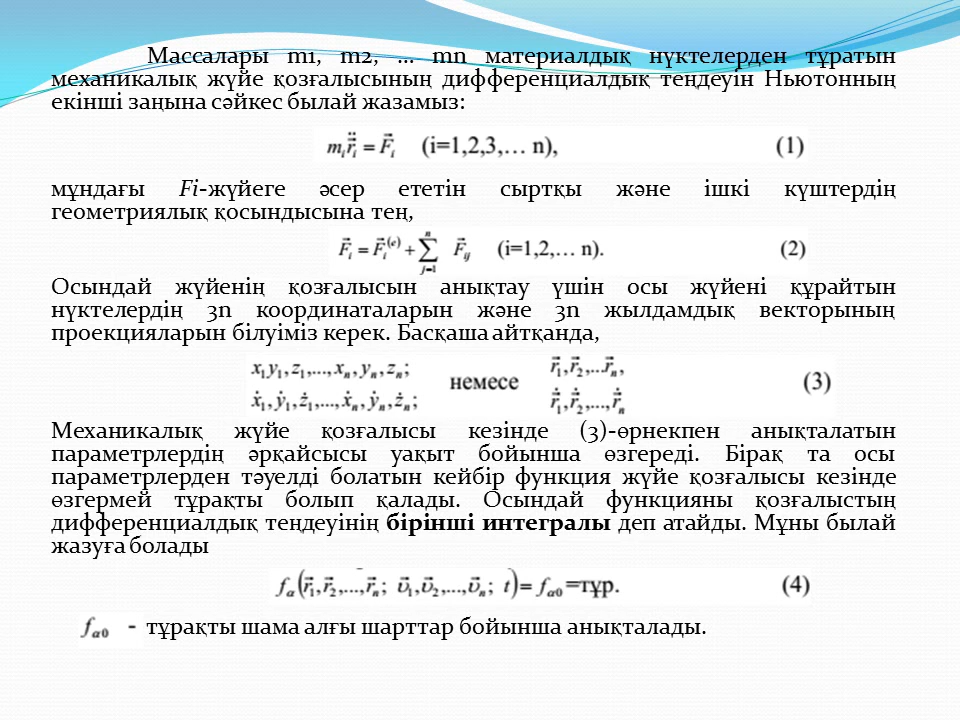 Массалары m1, m2, … mn материалдық нүктелерден тұратын
механикалық жүйе қозғалысының дифференциалдық теңдеуін Ньютонның
екінші заңына сәйкес былай жазамыз:
mᵢr̈⃗ᵢ = F⃗ᵢ (i=1,2,3,… n), (1)
мұндағы Fi-жүйеге әсер ететін сыртқы және ішкі күштердің
геометриялық қосындысына тең,
F⃗ᵢ = F⃗ᵢ⁽ᵉ⁾ + ∑ⱼ₌₁ⁿ F⃗ᵢⱼ (i=1,2,… n). (2)
Осындай жүйенің қозғалысын анықтау үшін осы жүйені құрайтын
нүктелердің 3n координаталарын және 3n жылдамдық векторының
проекцияларын білуіміз керек. Басқаша айтқанда,
x₁y₁, z₁,..., xₙ, yₙ, zₙ; немесе r⃗₁, r⃗₂,...r⃗ₙ, (3)
ẋ₁, ẏ₁, ż₁,..., ẋₙ, ẏₙ, żₙ; ṙ⃗₁, ṙ⃗₂,..., ṙ⃗ₙ
Механикалық жүйе қозғалысы кезінде (3)-өрнекпен анықталатын
параметрлердің әрқайсысы уақыт бойынша өзгереді. Бірақ та осы
параметрлерден тәуелді болатын кейбір функция жүйе қозғалысы кезінде
өзгермей тұрақты болып қалады. Осындай функцияны қозғалыстың
дифференциалдық теңдеуінің бірінші интегралы деп атайды. Мұны былай
жазуға болады
f_α(r⃗₁, r⃗₂,..., r⃗ₙ; υ⃗₁, υ⃗₂,..., υ⃗ₙ; t) = f_α0 =тұр. (4)
f_α0 - тұрақты шама алғы шарттар бойынша анықталады.